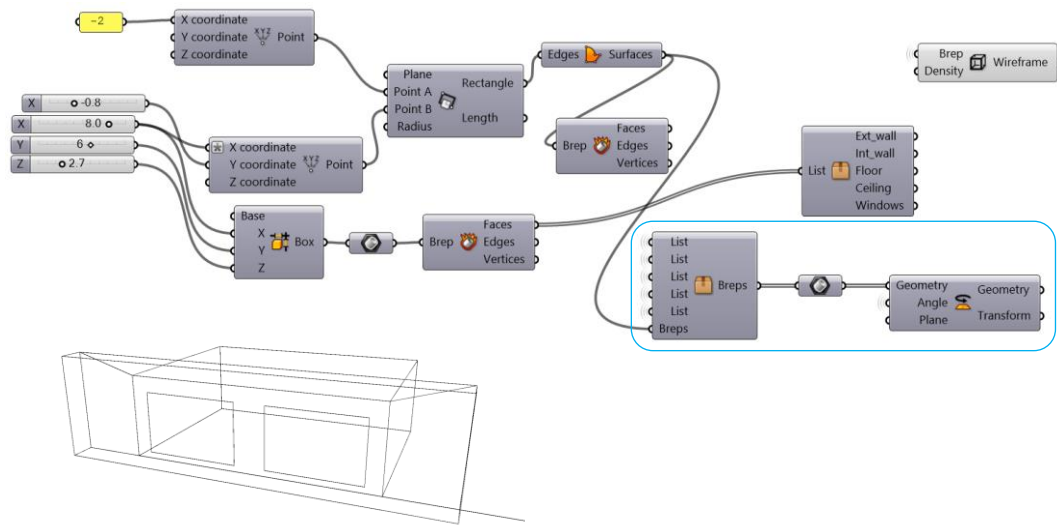 -2
X coordinate
Y coordinate
Z coordinate
Point
X -0.8
X 8.0
Y 6
Z 2.7
X coordinate
Y coordinate
Z coordinate
Point
Plane
Point A
Point B
Radius
Rectangle
Length
Edges
Surfaces
Brep
Faces
Edges
Vertices
Base
X
Y
Z
Box
Brep
Faces
Edges
Vertices
Brep
Density
Wireframe
List
Ext_wall
Int_wall
Floor
Ceiling
Windows
List
List
List
List
List
Breps
Breps
Geometry
Angle
Plane
Geometry
Transform